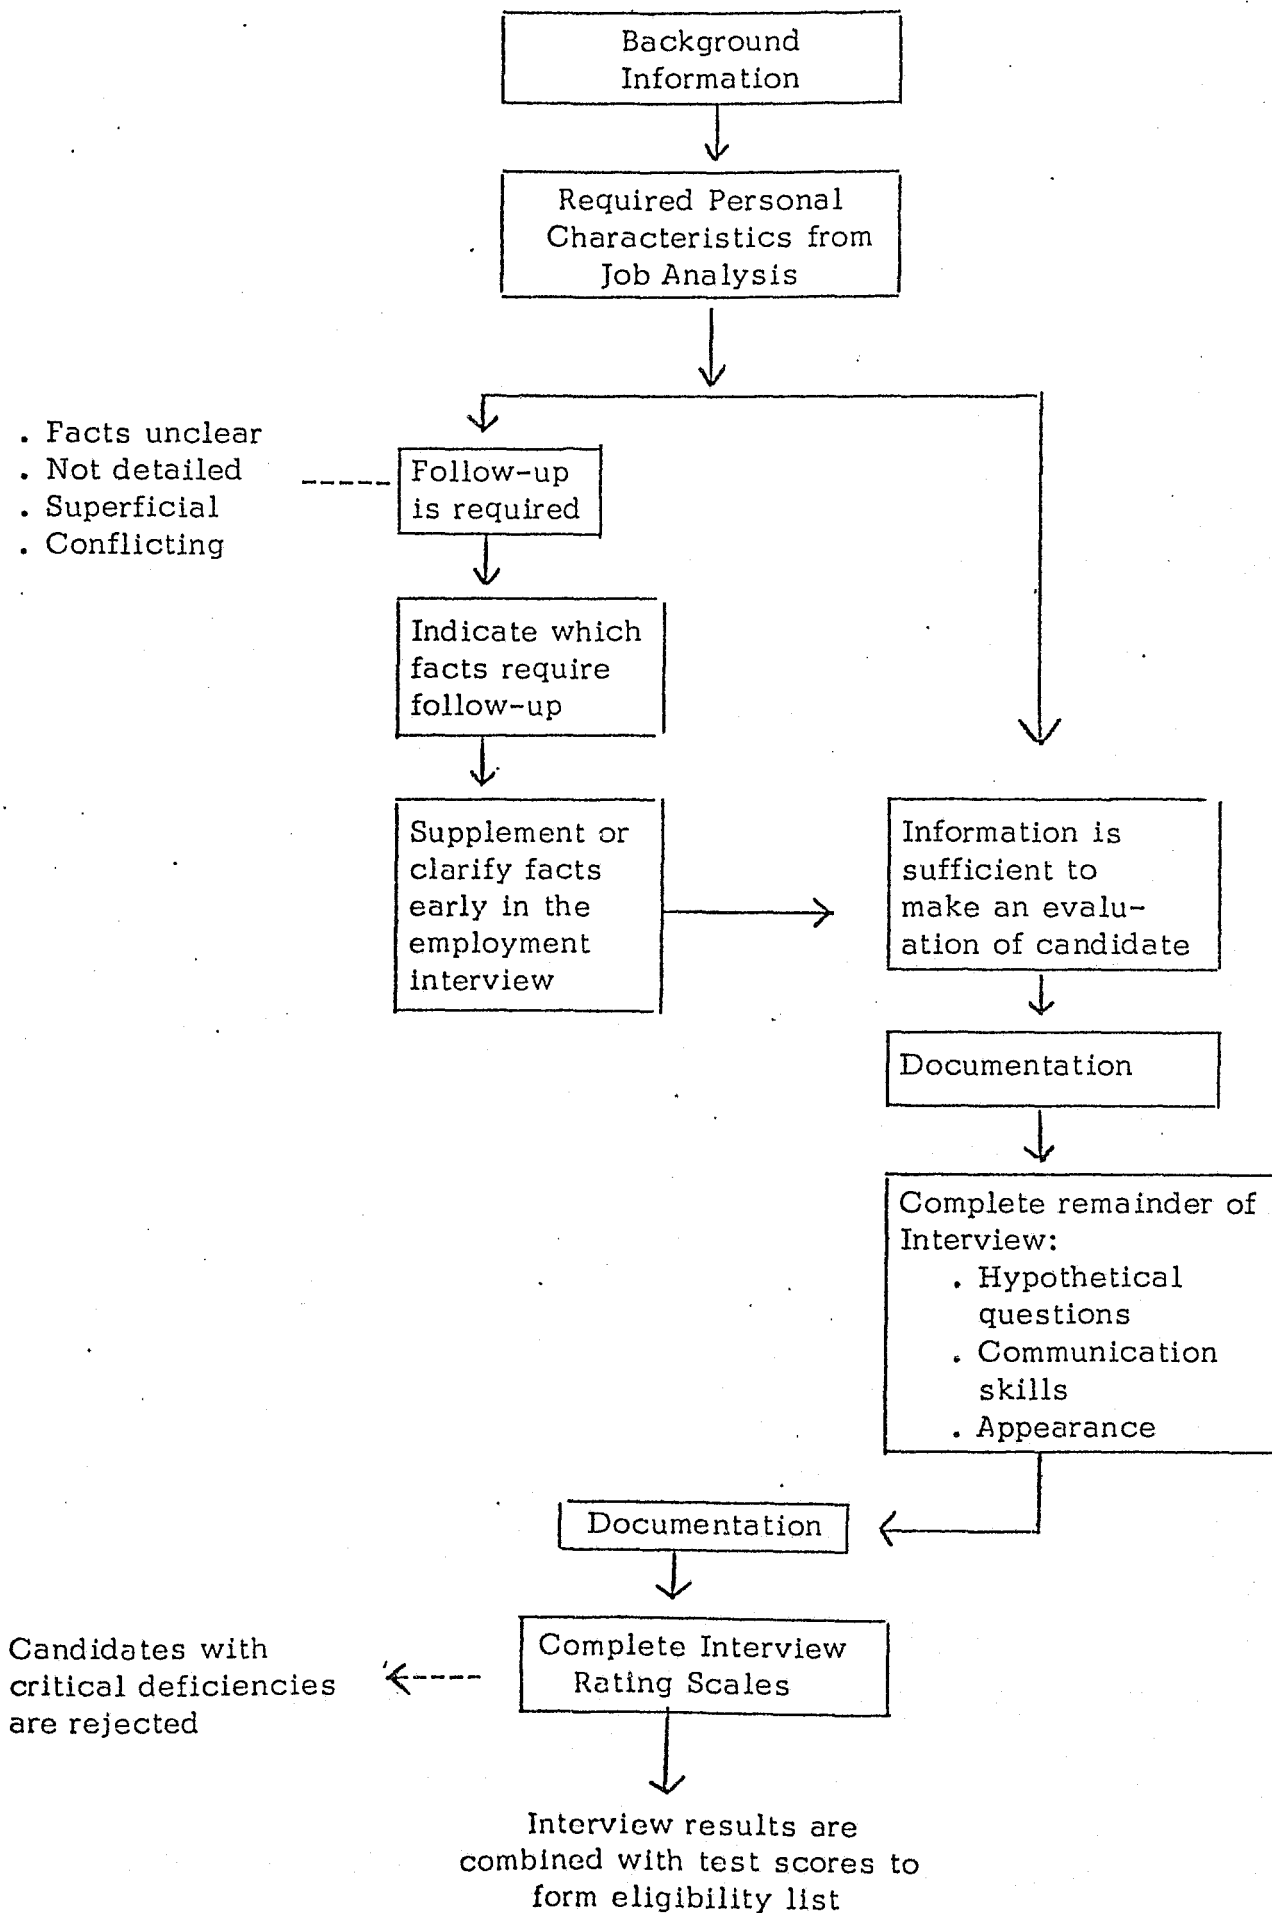 Background
Information
Required Personal
Characteristics from
Job Analysis
. Facts unclear
. Not detailed
. Superficial
. Conflicting
Follow-up
is required
Indicate which
facts require
follow-up
Supplement or
clarify facts
early in the
employment
interview
Information is
sufficient to
make an evalu-
ation of candidate
Documentation
Complete remainder of
Interview:
. Hypothetical
questions
. Communication
skills
. Appearance
Documentation
Complete Interview
Rating Scales
Candidates with
critical deficiencies
are rejected
Interview results are
combined with test scores to
form eligibility list